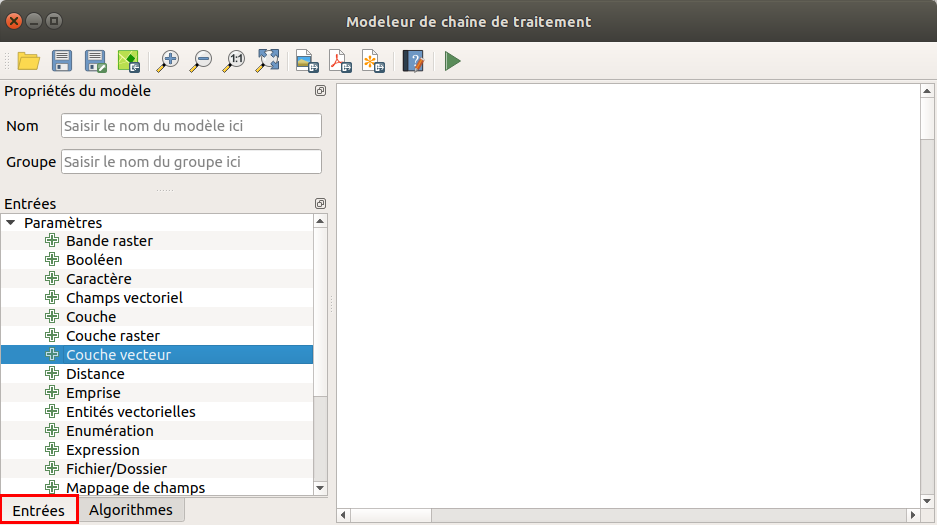 Modeleur de chaîne de traitement
1:1
Propriétés du modèle
Nom
Saisir le nom du modèle ici
Groupe
Saisir le nom du groupe ici
Entrées
Paramètres
Bande raster
Booléen
Caractère
Champs vectoriel
Couche
Couche raster
Couche vecteur
Distance
Emprise
Entités vectorielles
Enumération
Expression
Fichier/Dossier
Mappage de champs
Entrées
Algorithmes